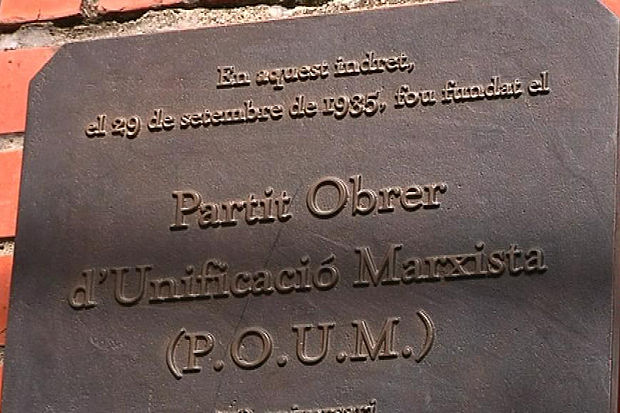 En aquest indret,
el 29 de setembre de 1935, fou fundat el
Partit Obrer
d'Unificació Marxista
(P.O.U.M.)